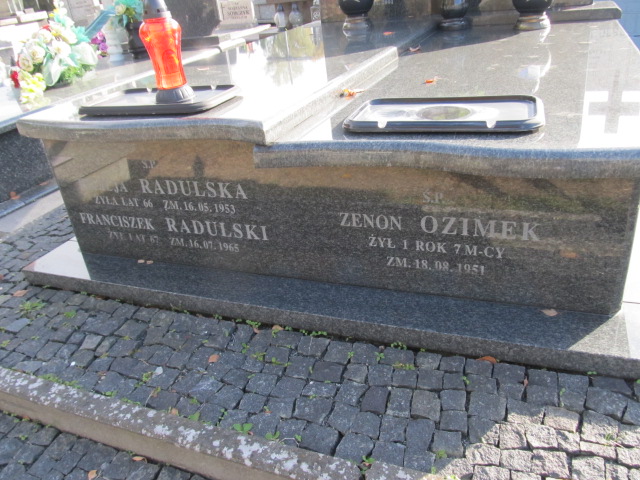 Ś.P.
RADULSKA
ŻYŁA LAT 66 ZM. 16.05.1953
FRANCISZEK RADULSKI
ŻYŁ LAT 67 ZM. 16.07.1965
Ś.P.
ZENON OZIMEK
ŻYŁ 1 ROK 7 M-CY
ZM. 18.08.1951